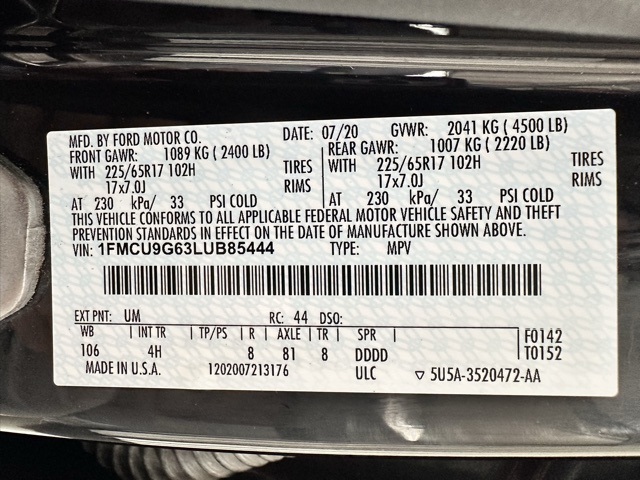 MFD. BY FORD MOTOR CO. DATE: 07/20 GVWR: 2041 KG ( 4500 LB)
FRONT GAWR: 1089 KG ( 2400 LB) REAR GAWR: 1007 KG ( 2220 LB)
WITH 225/65R17 102H TIRES WITH 225/65R17 102H TIRES
17x7.0J RIMS 17x7.0J RIMS
AT 230 kPa/ 33 PSI COLD AT 230 kPa/ 33 PSI COLD
THIS VEHICLE CONFORMS TO ALL APPLICABLE FEDERAL MOTOR VEHICLE SAFETY AND THEFT
PREVENTION STANDARDS IN EFFECT ON THE DATE OF MANUFACTURE SHOWN ABOVE.
VIN: 1FMCU9G63LUB85444 TYPE: MPV
EXT PNT: UM RC: 44 DSO:
WB INT TR TP/PS R AXLE TR SPR F0142
106 4H 8 81 8 DDDD T0152
MADE IN U.S.A. 1202007213176 ULC ▽ 5U5A-3520472-AA